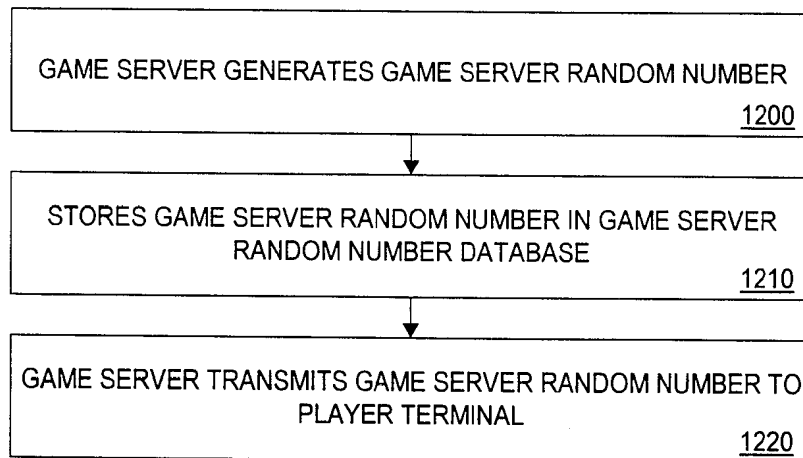 GAME SERVER GENERATES GAME SERVER RANDOM NUMBER
1200
STORES GAME SERVER RANDOM NUMBER IN GAME SERVER
RANDOM NUMBER DATABASE
1210
GAME SERVER TRANSMITS GAME SERVER RANDOM NUMBER TO
PLAYER TERMINAL
1220